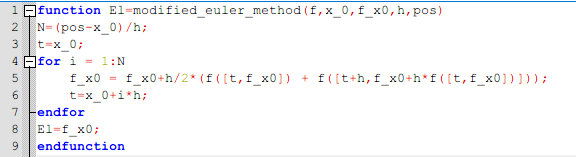 1 function El=modified_euler_method(f,x_0,f_x0,h,pos)
2 N=(pos-x_0)/h;
3 t=x_0;
4 for i = 1:N
5 f_x0 = f_x0+h/2*(f([t,f_x0]) + f([t+h,f_x0+h*f([t,f_x0])]));
6 t=x_0+i*h;
7 endfor
8 El=f_x0;
9 endfunction